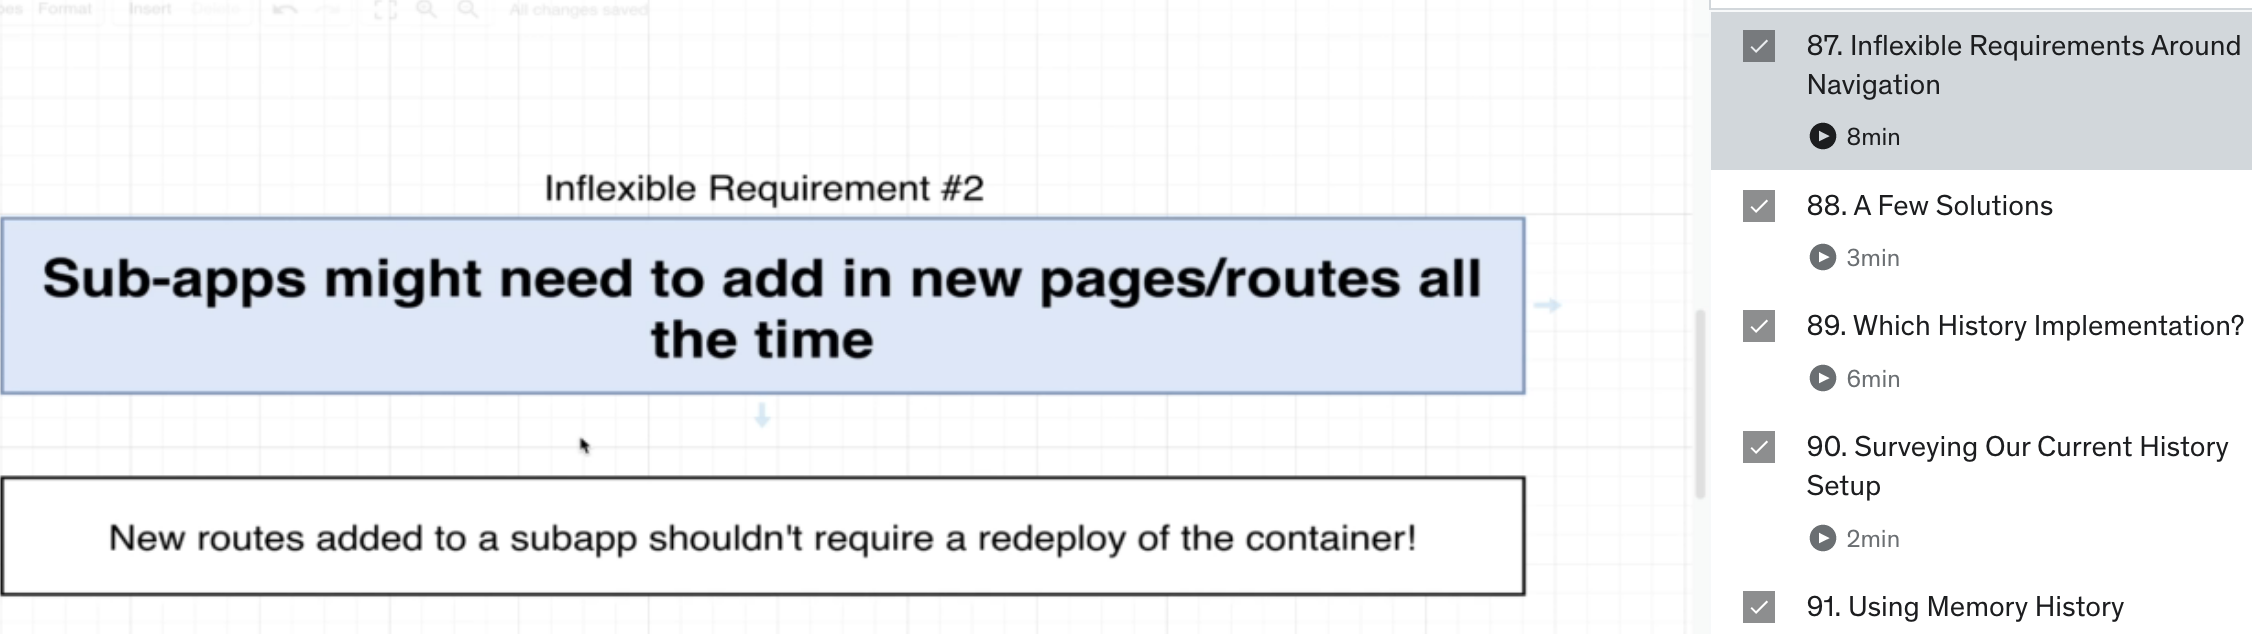 Format Insert Delete All changes saved
Inflexible Requirement #2
Sub-apps might need to add in new pages/routes all
the time
New routes added to a subapp shouldn't require a redeploy of the container!
87. Inflexible Requirements Around
Navigation
8min
88. A Few Solutions
3min
89. Which History Implementation?
6min
90. Surveying Our Current History
Setup
2min
91. Using Memory History